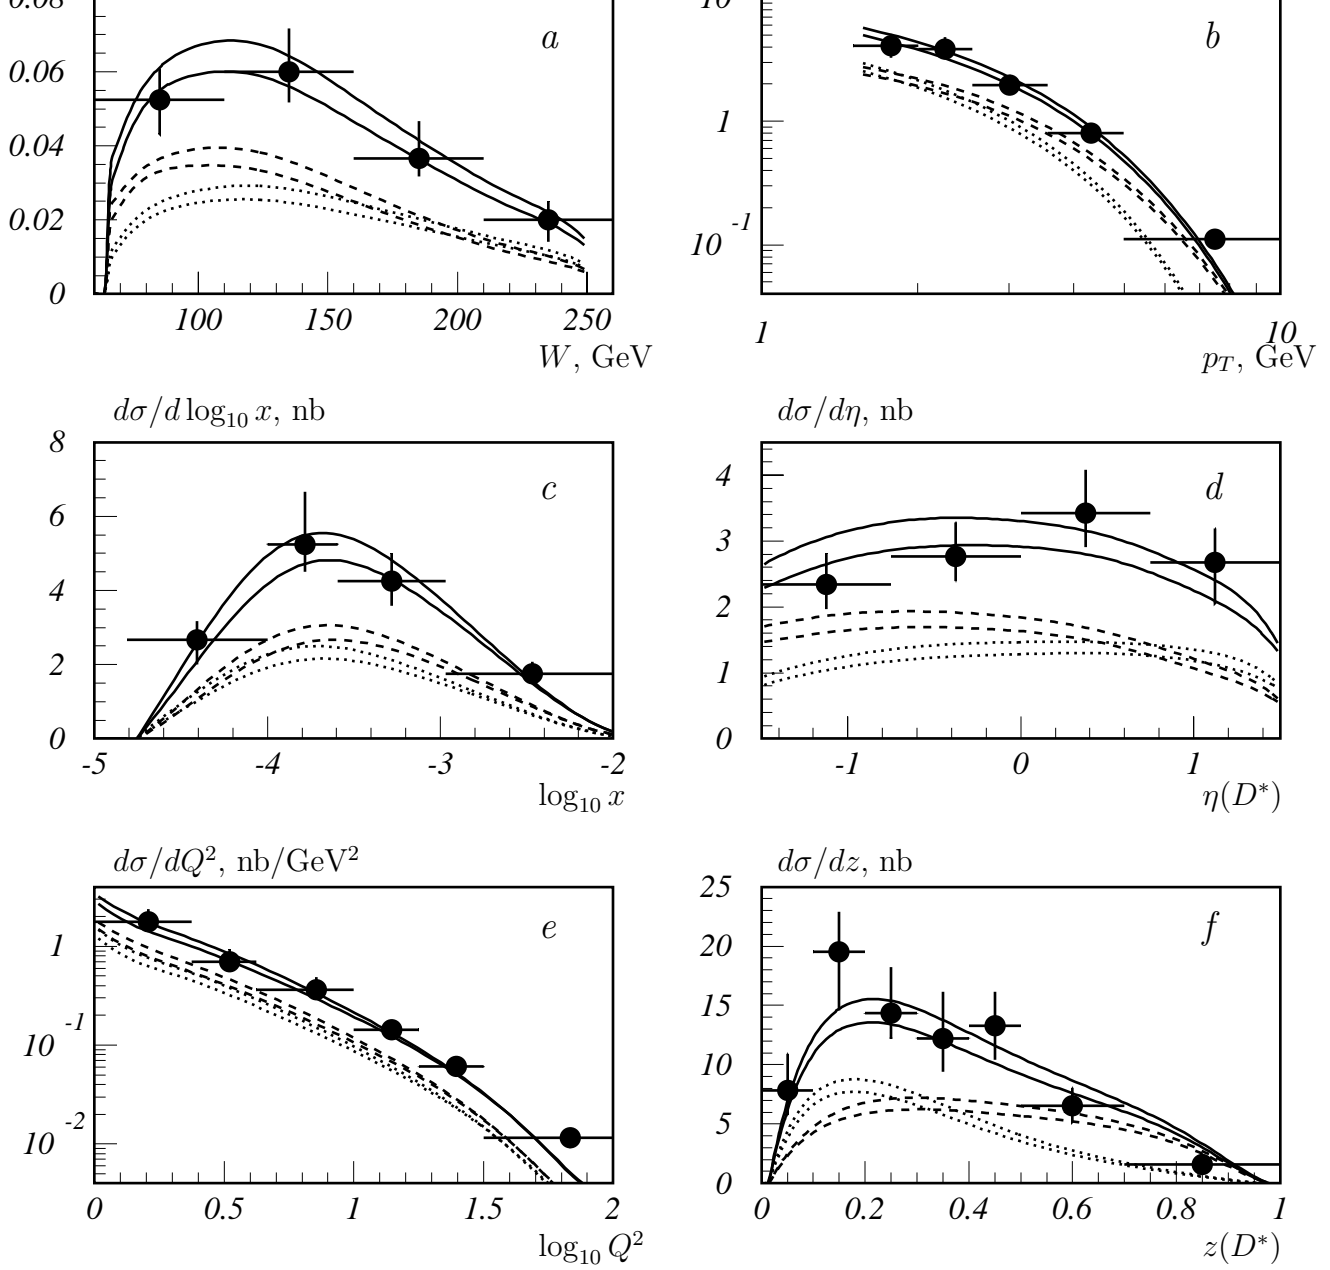 0.08
0.06
0.04
0.02
0
100 150 200 250
W, GeV
a
10
1
10 -1
1 10
p_T, GeV
b
dσ/d log₁₀ x, nb
8
6
4
2
0
-5 -4 -3 -2
log₁₀ x
c
dσ/dη, nb
4
3
2
1
0
-1 0 1
η(D*)
d
dσ/dQ², nb/GeV²
1
10 -1
10 -2
0 0.5 1 1.5 2
log₁₀ Q²
e
dσ/dz, nb
25
20
15
10
5
0
0 0.2 0.4 0.6 0.8 1
z(D*)
f